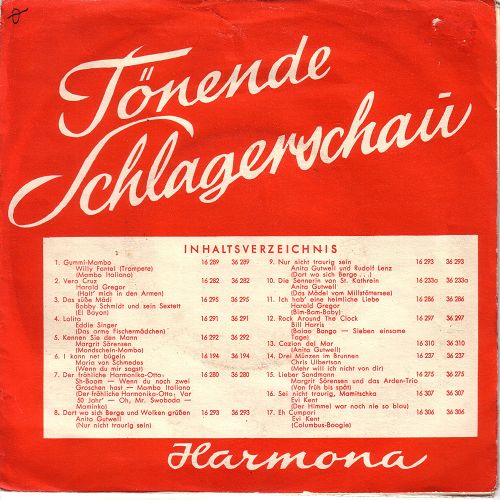 Tönende
Schlagerschau
INHALTSVERZEICHNIS
1. Gummi-Mambo 16 289 36 289
Willy Fantel (Trompete)
(Mambo Italiano)
2. Vera Cruz 16 282 36 282
Harald Gregor
(Halt' mich in den Armen)
3. Das süße Mädi 16 295 36 295
Bobby Schmidt und sein Sextett
(El Bayon)
4. Lolita 16 291 36 291
Eddie Singer
(Das arme Fischermädchen)
5. Kennen Sie den Mann 16 292 36 292
Margrit Sörensen
(Mondschein-Mambo)
6. I kann net bügeln 16 194 36 194
Maria von Schmedes
(Wenn du mir sagst)
7. Der fröhliche Harmonika-Otto: 16 280 36 280
Sh-Boom — Wenn du noch zwei
Groschen hast — Mambo Italiano
(Der fröhliche Harmonika-Otto: Vor
50 Jahr' — Oh, Mr. Swoboda —
Maminka)
8. Dort wo sich Berge und Wolken grüßen 16 293 36 293
Anita Gutwell
(Nur nicht traurig sein)
9. Nur nicht traurig sein 16 293 36 293
Anita Gutwell und Rudolf Lenz
(Dort wo sich Berge . . .)
10. Die Sennerin von St. Kathrein 16 233a 36 233a
Anita Gutwell
(Das Mädel vom Millstättersee)
11. Ich hab' eine heimliche Liebe 16 286 36 286
Harald Gregor
(Bim-Bam-Baby)
12. Rock Around The Clock 16 297 36 297
Bill Harris
(Bolao Bongo — Sieben einsame
Tage)
13. Cazion del Mar 16 310 36 310
(Anita Gutwell)
14. Drei Münzen im Brunnen 16 237 36 237
Chris Ulbertson
(Mehr will ich nicht von dir)
15. Lieber Sandmann 16 275 36 275
Margrit Sörensen und das Arden-Trio
(Von früh bis spät)
16. Sei nicht traurig, Mamitschka 16 307 36 307
Evi Kent
(Der Himmel war noch nie so blau)
17. Eh Cumpari 16 306 36 306
Evi Kent
(Columbus-Boogie)
Harmona